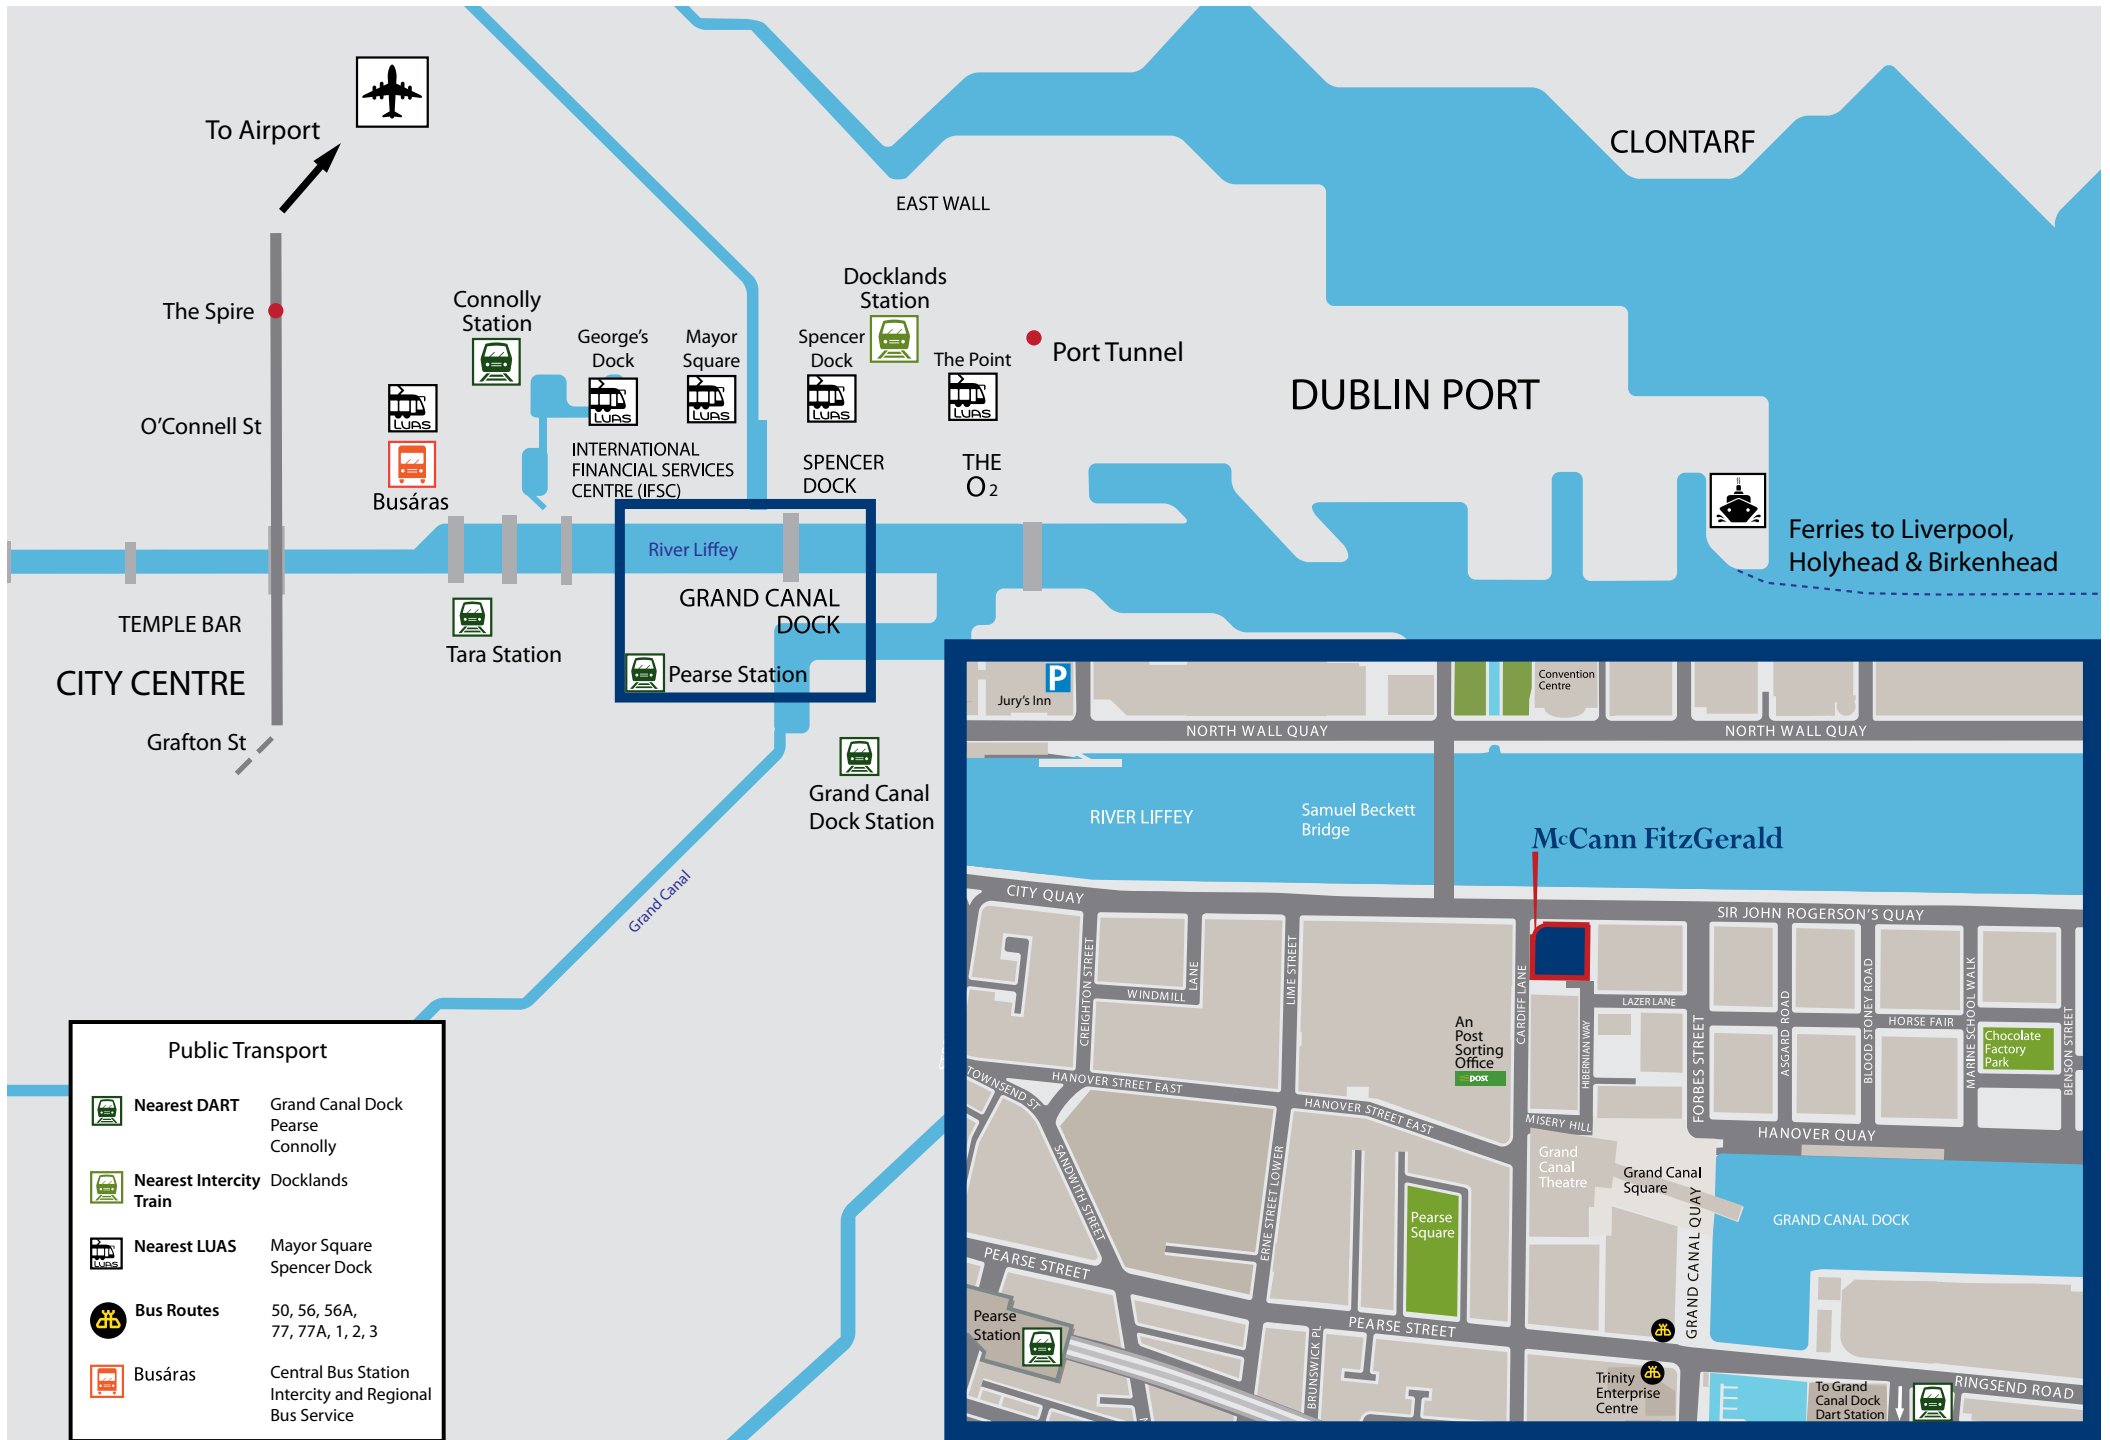 To Airport
CLONTARF
EAST WALL
The Spire
Connolly
Station
George's
Dock
Mayor
Square
Docklands
Station
Spencer
Dock
The Point
Port Tunnel
DUBLIN PORT
O'Connell St
LUAS
LUAS
LUAS
LUAS
LUAS
Busáras
INTERNATIONAL
FINANCIAL SERVICES
CENTRE (IFSC)
SPENCER
DOCK
THE
O2
Ferries to Liverpool,
Holyhead & Birkenhead
River Liffey
GRAND CANAL
DOCK
TEMPLE BAR
CITY CENTRE
Tara Station
Pearse Station
Grafton St
Grand Canal
Dock Station
Grand Canal
Public Transport
Nearest DART
Grand Canal Dock
Pearse
Connolly
Nearest Intercity
Train
Docklands
LUAS
Nearest LUAS
Mayor Square
Spencer Dock
Bus Routes
50, 56, 56A,
77, 77A, 1, 2, 3
Busáras
Central Bus Station
Intercity and Regional
Bus Service
P
Jury's Inn
Convention
Centre
NORTH WALL QUAY
NORTH WALL QUAY
RIVER LIFFEY
Samuel Beckett
Bridge
McCann FitzGerald
CITY QUAY
SIR JOHN ROGERSON'S QUAY
CREIGHTON STREET
WINDMILL
LANE
LIME STREET
CARDIFF LANE
HIBERNIAN WAY
LAZER LANE
FORBES STREET
ASGARD ROAD
BLOOD STONEY ROAD
HORSE FAIR
MARINE SCHOOL WALK
BENSON STREET
Chocolate
Factory
Park
An
Post
Sorting
Office
post
TOWNSEND ST
HANOVER STREET EAST
HANOVER STREET EAST
MISERY HILL
HANOVER QUAY
SANDWITH STREET
ERNE STREET LOWER
Pearse
Square
Grand
Canal
Theatre
Grand Canal
Square
GRAND CANAL QUAY
GRAND CANAL DOCK
PEARSE STREET
PEARSE STREET
Pearse
Station
BRUNSWICK PL
Trinity
Enterprise
Centre
To Grand
Canal Dock
Dart Station
RINGSEND ROAD